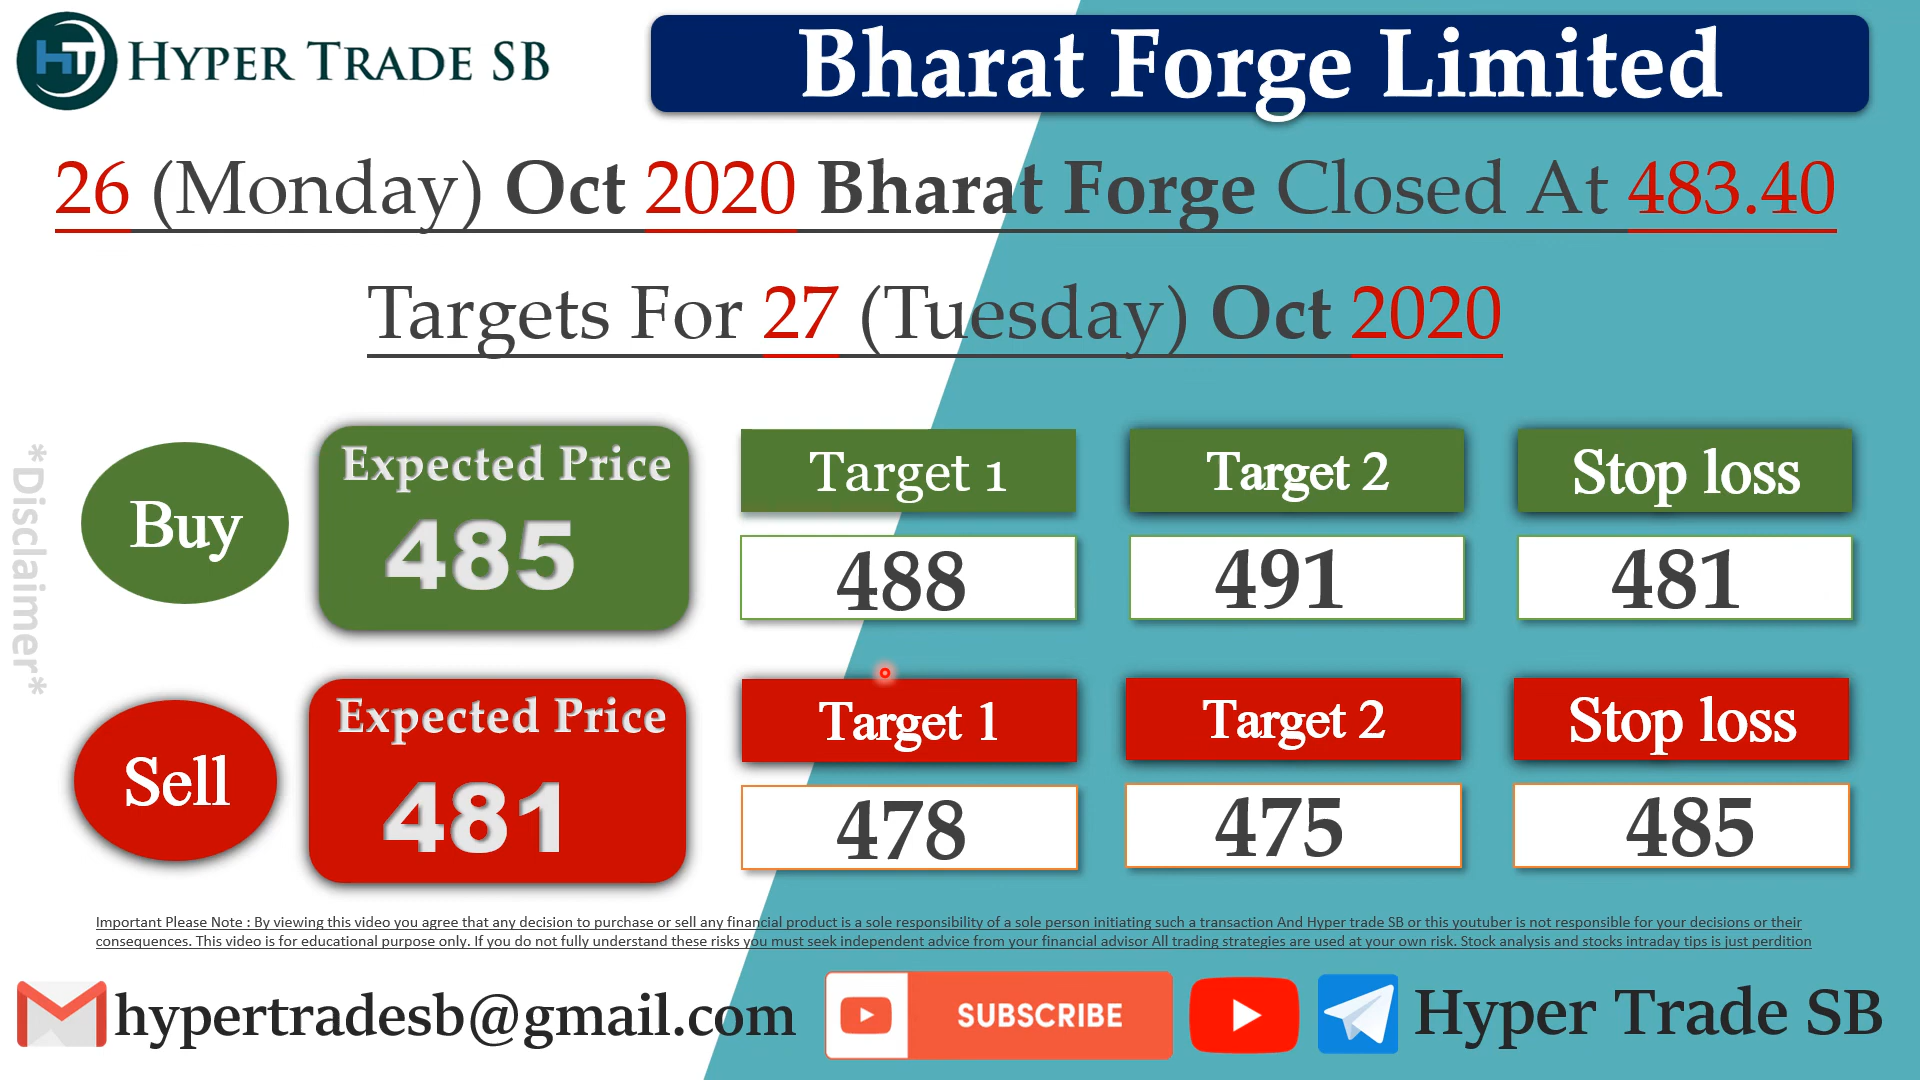 HT HYPER TRADE SB
Bharat Forge Limited
26 (Monday) Oct 2020 Bharat Forge Closed At 483.40
Targets For 27 (Tuesday) Oct 2020
*Disclaimer*
Buy
Expected Price
485
Target 1
Target 2
Stop loss
488
491
481
Sell
Expected Price
481
Target 1
Target 2
Stop loss
478
475
485
Important Please Note : By viewing this video you agree that any decision to purchase or sell any financial product is a sole responsibility of a sole person initiating such a transaction And Hyper trade SB or this youtuber is not responsible for your decisions or their
consequences. This video is for educational purpose only. If you do not fully understand these risks you must seek independent advice from your financial advisor All trading strategies are used at your own risk. Stock analysis and stocks intraday tips is just perdition
hypertradesb@gmail.com
SUBSCRIBE
Hyper Trade SB